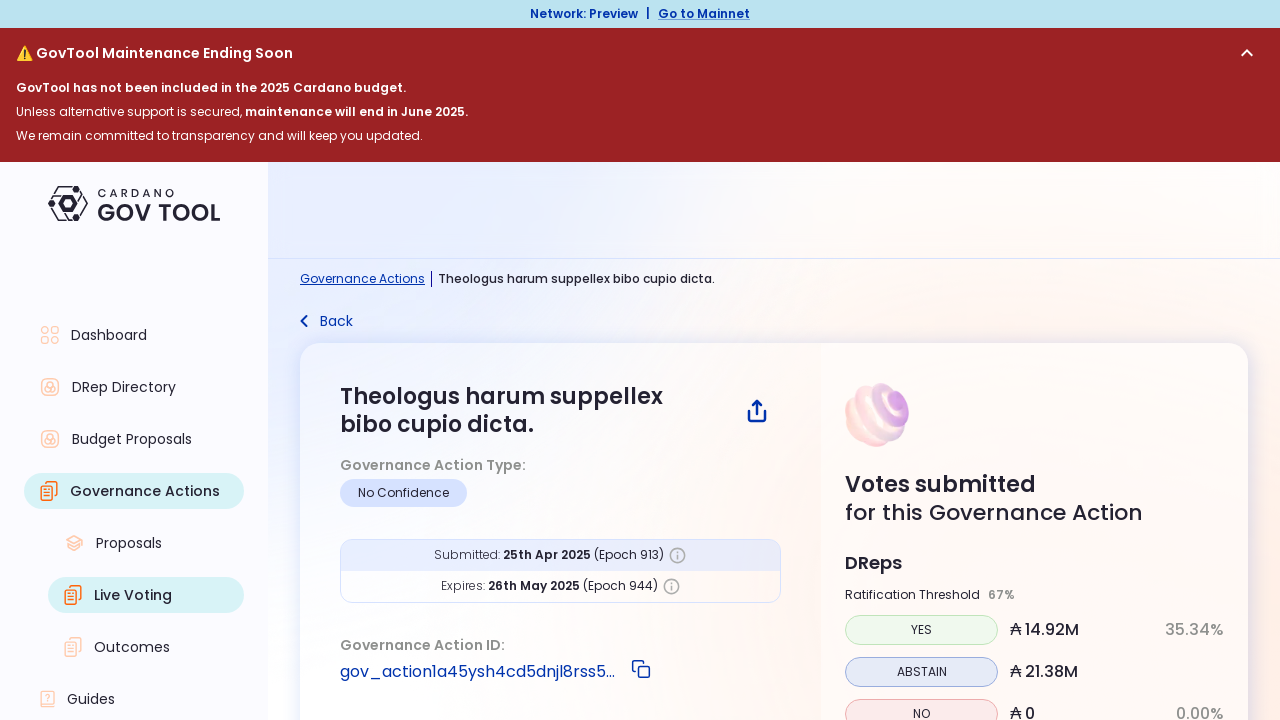 Network: Preview | Go to Mainnet
⚠️ GovTool Maintenance Ending Soon
GovTool has not been included in the 2025 Cardano budget.
Unless alternative support is secured, maintenance will end in June 2025.
We remain committed to transparency and will keep you updated.
CARDANO
GOV TOOL
Dashboard
DRep Directory
Budget Proposals
Governance Actions
Proposals
Live Voting
Outcomes
Guides
Governance Actions | Theologus harum suppellex bibo cupio dicta.
Back
Theologus harum suppellex
bibo cupio dicta.
Governance Action Type:
No Confidence
Submitted: 25th Apr 2025 (Epoch 913)
Expires: 26th May 2025 (Epoch 944)
Governance Action ID:
gov_action1a45ysh4cd5dnjl8rss5...
Votes submitted
for this Governance Action
DReps
Ratification Threshold 67%
YES ₳ 14.92M 35.34%
ABSTAIN ₳ 21.38M
NO ₳ 0 0.00%